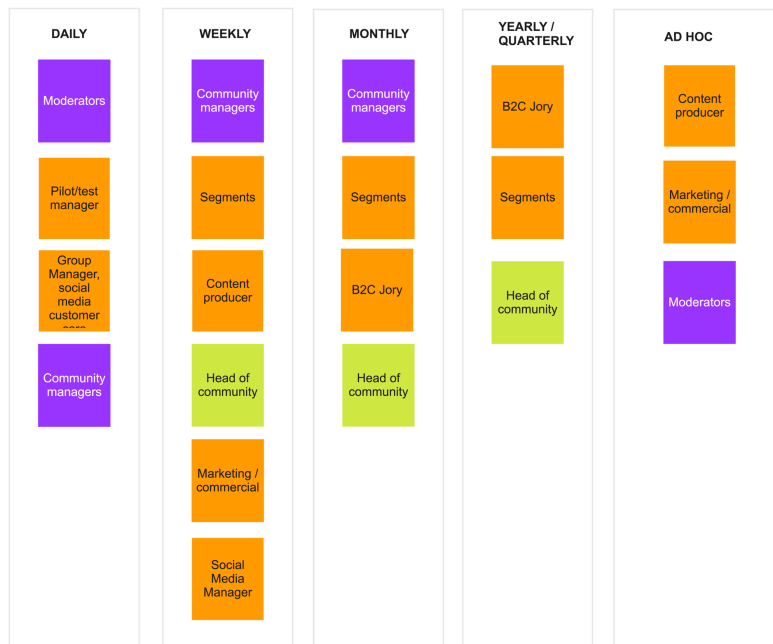 DAILY
Moderators
Pilot/test
manager
Group
Manager,
social
media
customer
Community
managers
WEEKLY
Community
managers
Segments
Content
producer
Head of
community
Marketing /
commercial
Social
Media
Manager
MONTHLY
Community
managers
Segments
B2C Jory
Head of
community
YEARLY /
QUARTERLY
B2C Jory
Segments
Head of
community
AD HOC
Content
producer
Marketing /
commercial
Moderators